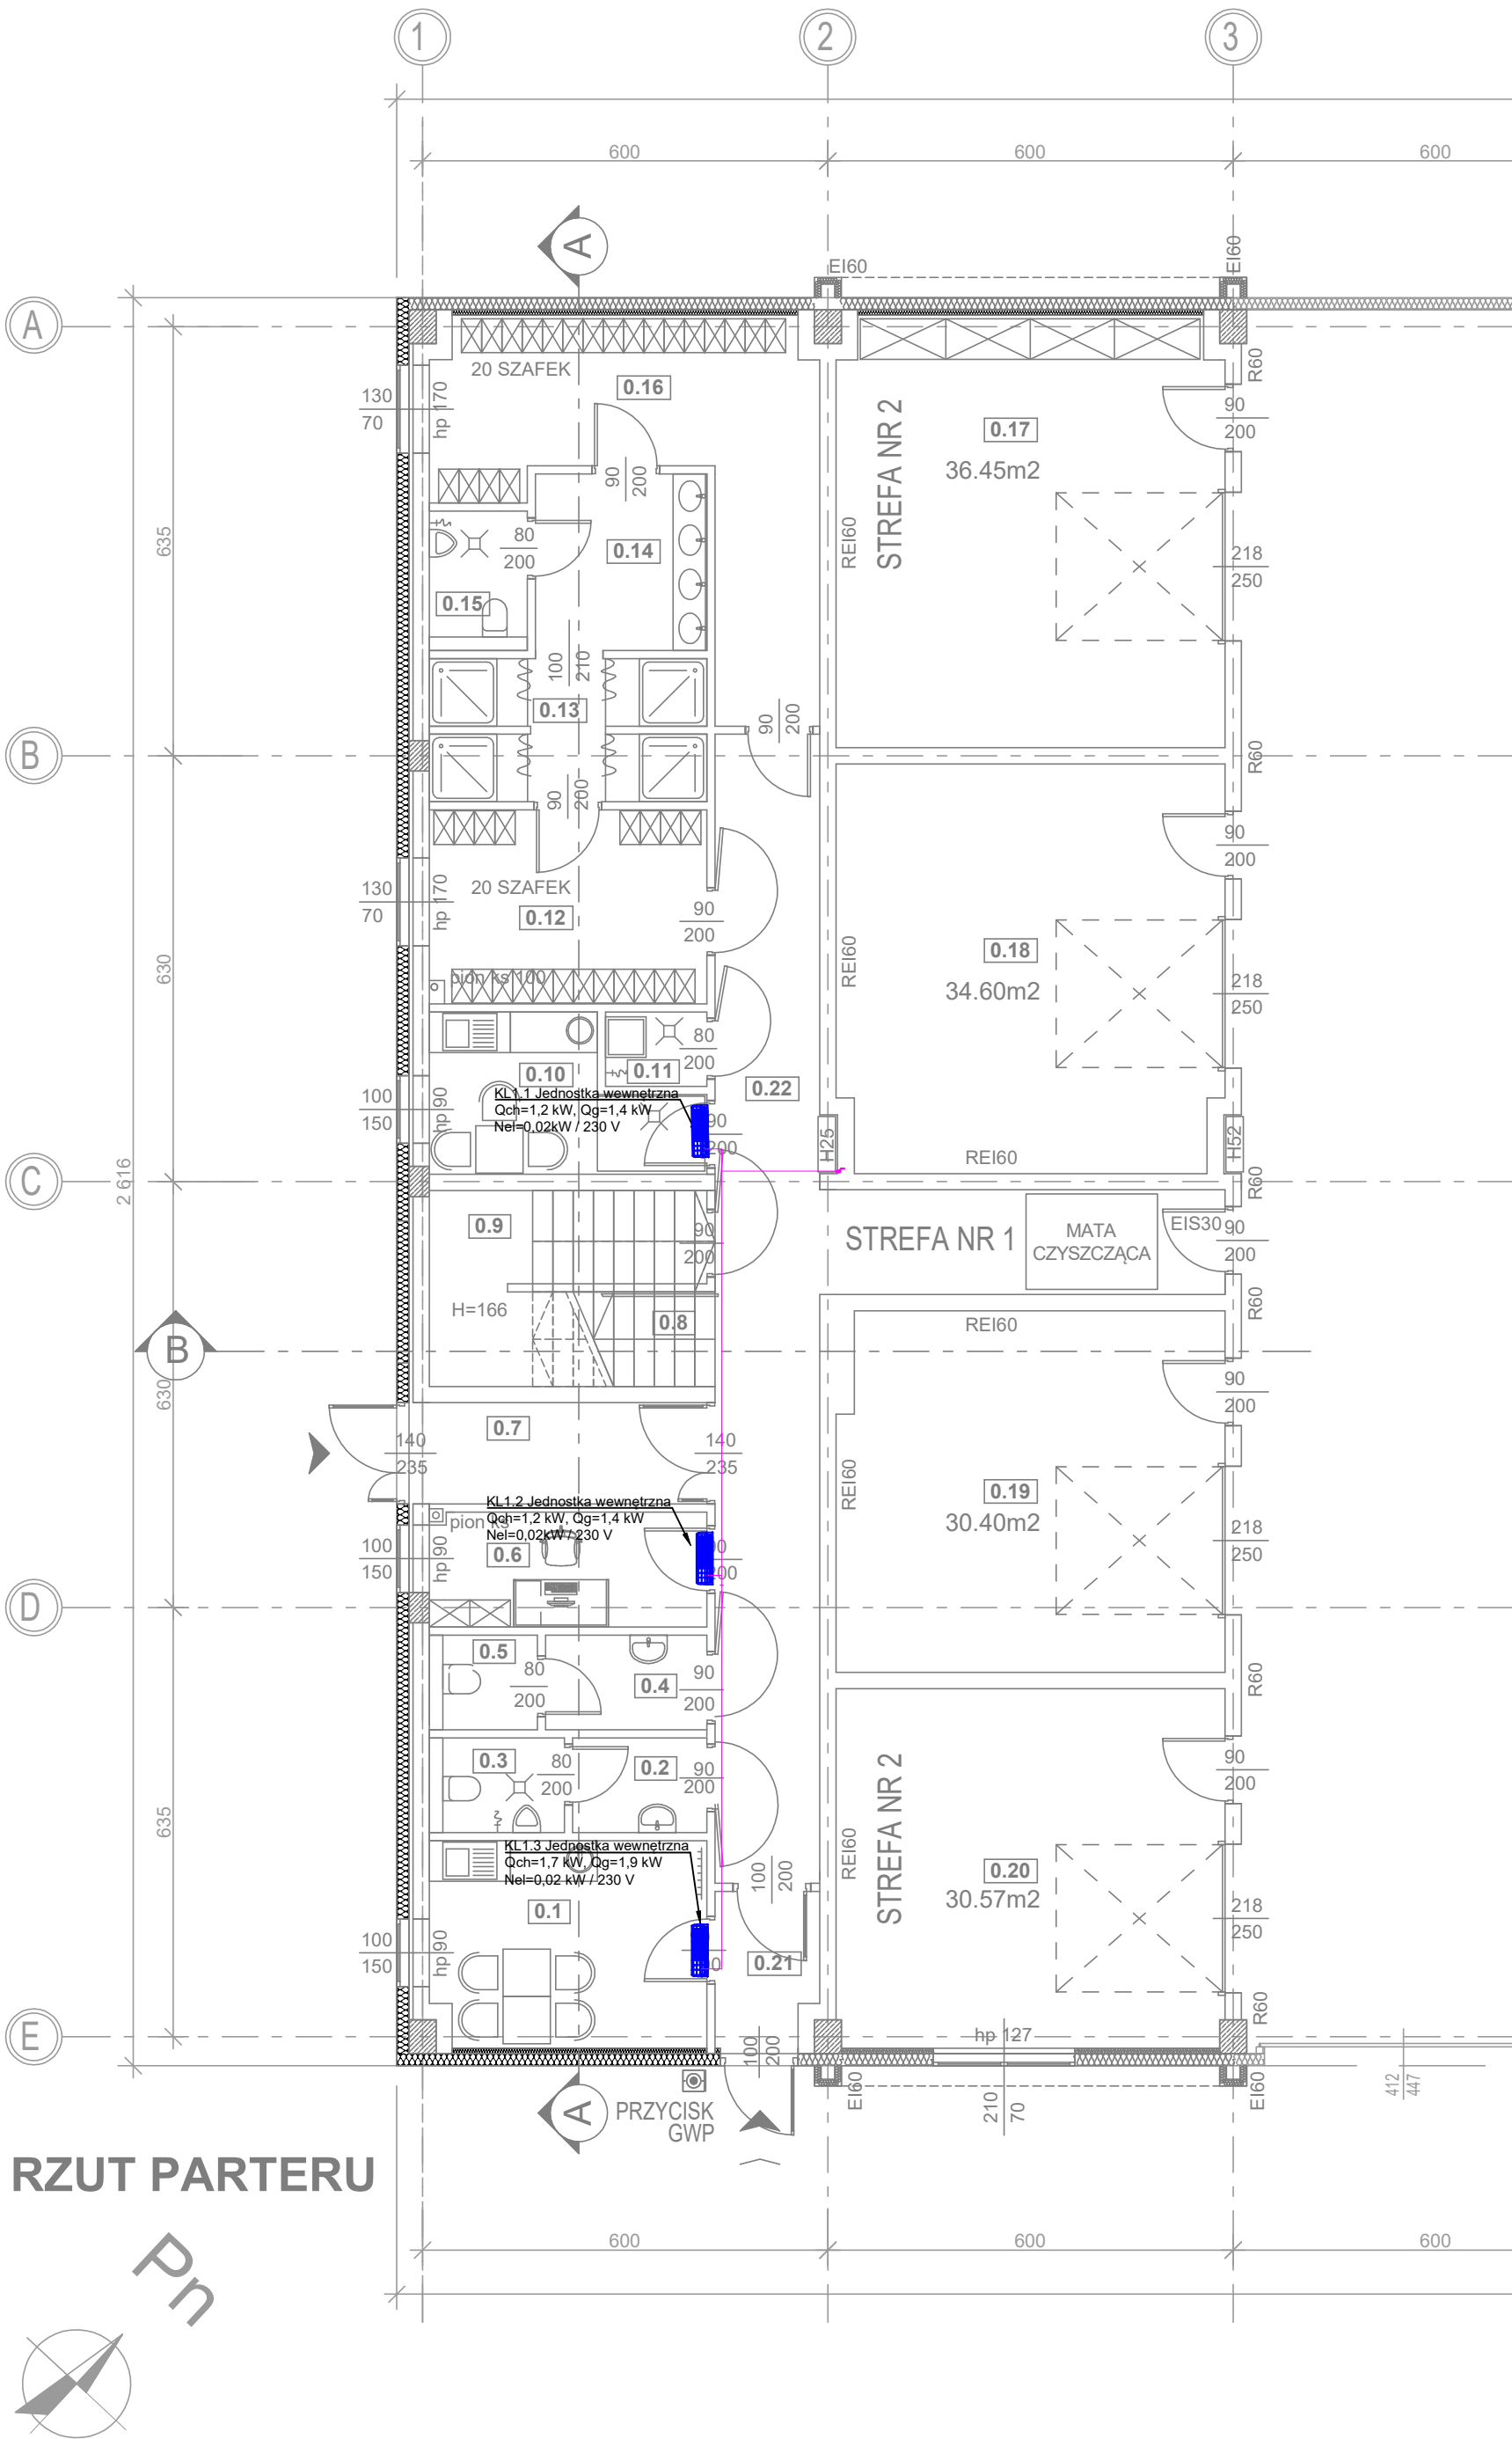 1
2
3
600
600
600
A
EI60
EI60
A
20 SZAFEK
0.16
130
70
hp 170
R60
90
200
STREFA NR 2
0.17
36.45m2
90
200
635
80
200
0.14
REI60
218
250
0.15
100
210
0.13
90
200
B
R60
90
200
90
200
130
70
hp 170
20 SZAFEK
0.12
90
200
0.18
34.60m2
REI60
630
pion ks 100
218
250
80
200
0.10
0.11
0.22
100
150
hp 90
KL1.1 Jednostka wewnętrzna
Qch=1,2 kW, Qg=1,4 kW
Nel=0,02kW / 230 V
90
200
H25
H52
REI60
C
2 616
R60
0.9
90
200
STREFA NR 1
MATA
CZYSZCZĄCA
EIS30
90
200
H=166
0.8
R60
REI60
B
630
90
200
0.7
140
235
140
235
KL1.2 Jednostka wewnętrzna
Qch=1,2 kW, Qg=1,4 kW
Nel=0,02kW / 230 V
pion ks
0.6
100
150
hp 90
REI60
0.19
30.40m2
218
250
D
0.5
80
200
0.4
90
200
R60
0.3
80
200
0.2
90
200
90
200
STREFA NR 2
635
KL1.3 Jednostka wewnętrzna
Qch=1,7 kW, Qg=1,9 kW
Nel=0,02 kW / 230 V
REI60
100
200
0.20
30.57m2
0.1
218
250
100
150
hp 90
0.21
R60
E
hp 127
100
200
412
447
EI60
EI60
210
70
A
PRZYCISK
GWP
RZUT PARTERU
Pn
600
600
600